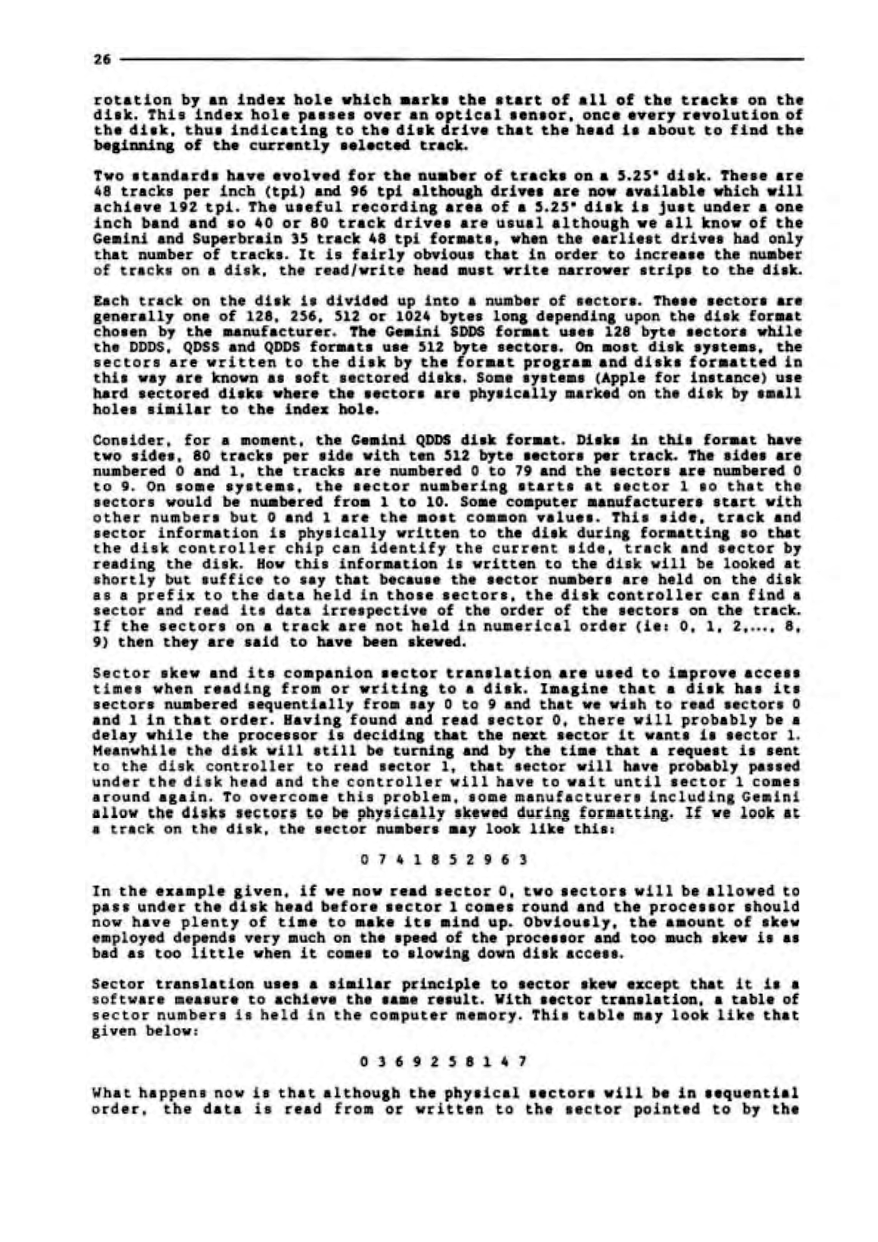 26
rotation by an index hole which marks the start of all of the tracks on the
disk. This index hole passes over an optical sensor, once every revolution of
the disk, thus indicating to the disk drive that the head is about to find the
beginning of the currently selected track.
Two standards have evolved for the number of tracks on a 5.25" disk. These are
48 tracks per inch (tpi) and 96 tpi although drives are now available which will
achieve 192 tpi. The useful recording area of a 5.25" disk is just under a one
inch band and so 40 or 80 track drives are usual although we all know of the
Gemini and Superbrain 35 track 48 tpi formats, when the earliest drives had only
that number of tracks. It is fairly obvious that in order to increase the number
of tracks on a disk, the read/write head must write narrower strips to the disk.
Each track on the disk is divided up into a number of sectors. These sectors are
generally one of 128, 256, 512 or 1024 bytes long depending upon the disk format
chosen by the manufacturer. The Gemini SDDS format uses 128 byte sectors while
the DDDS, QDSS and QDDS formats use 512 byte sectors. On most disk systems, the
sectors are written to the disk by the format program and disks formatted in
this way are known as soft sectored disks. Some systems (Apple for instance) use
hard sectored disks where the sectors are physically marked on the disk by small
holes similar to the index hole.
Consider, for a moment, the Gemini QDDS disk format. Disks in this format have
two sides, 80 tracks per side with ten 512 byte sectors per track. The sides are
numbered 0 and 1, the tracks are numbered 0 to 79 and the sectors are numbered 0
to 9. On some systems, the sector numbering starts at sector 1 so that the
sectors would be numbered from 1 to 10. Some computer manufacturers start with
other numbers but 0 and 1 are the most common values. This side, track and
sector information is physically written to the disk during formatting so that
the disk controller chip can identify the current side, track and sector by
reading the disk. How this information is written to the disk will be looked at
shortly but suffice to say that because the sector numbers are held on the disk
as a prefix to the data held in those sectors, the disk controller can find a
sector and read its data irrespective of the order of the sectors on the track.
If the sectors on a track are not held in numerical order (ie: 0, 1, 2,..., 8,
9) then they are said to have been skewed.
Sector skew and its companion sector translation are used to improve access
times when reading from or writing to a disk. Imagine that a disk has its
sectors numbered sequentially from say 0 to 9 and that we wish to read sectors 0
and 1 in that order. Having found and read sector 0, there will probably be a
delay while the processor is deciding that the next sector it wants is sector 1.
Meanwhile the disk will still be turning and by the time that a request is sent
to the disk controller to read sector 1, that sector will have probably passed
under the disk head and the controller will have to wait until sector 1 comes
around again. To overcome this problem, some manufacturers including Gemini
allow the disks sectors to be physically skewed during formatting. If we look at
a track on the disk, the sector numbers may look like this:
0 7 4 1 8 5 2 9 6 3
In the example given, if we now read sector 0, two sectors will be allowed to
pass under the disk head before sector 1 comes round and the processor should
now have plenty of time to make its mind up. Obviously, the amount of skew
employed depends very much on the speed of the processor and too much skew is as
bad as too little when it comes to slowing down disk access.
Sector translation uses a similar principle to sector skew except that it is a
software measure to achieve the same result. With sector translation, a table of
sector numbers is held in the computer memory. This table may look like that
given below:
0 3 6 9 2 5 8 1 4 7
What happens now is that although the physical sectors will be in sequential
order, the data is read from or written to the sector pointed to by the